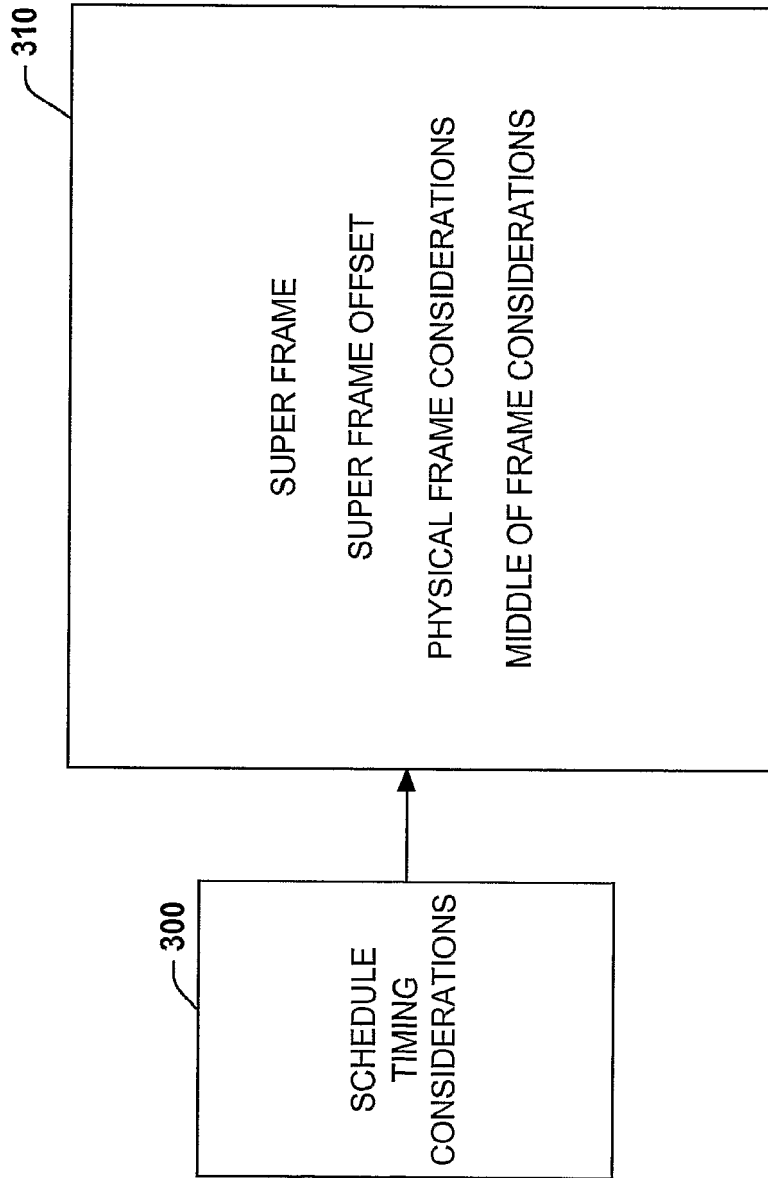 300
SCHEDULE
TIMING
CONSIDERATIONS
310
SUPER FRAME
SUPER FRAME OFFSET
PHYSICAL FRAME CONSIDERATIONS
MIDDLE OF FRAME CONSIDERATIONS